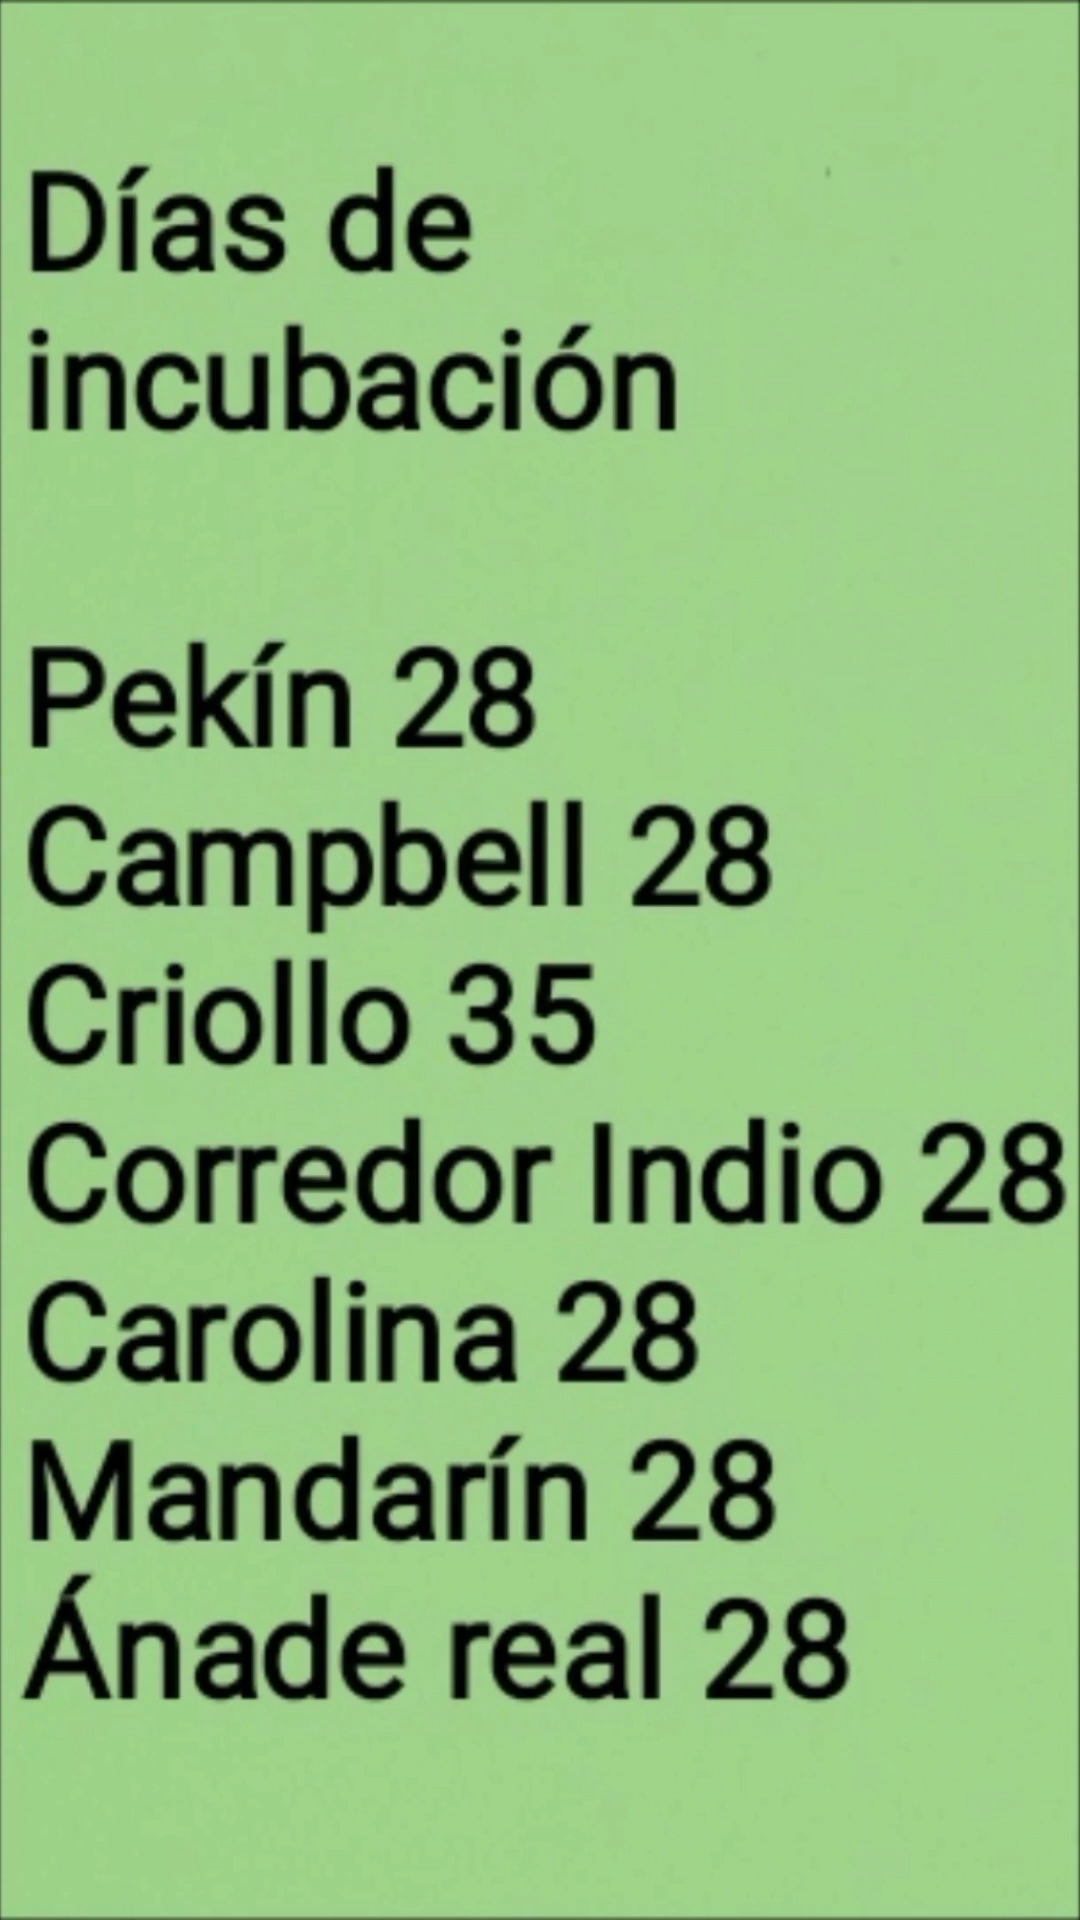 Días de
incubación
Pekín 28
Campbell 28
Criollo 35
Corredor Indio 28
Carolina 28
Mandarín 28
Ánade real 28